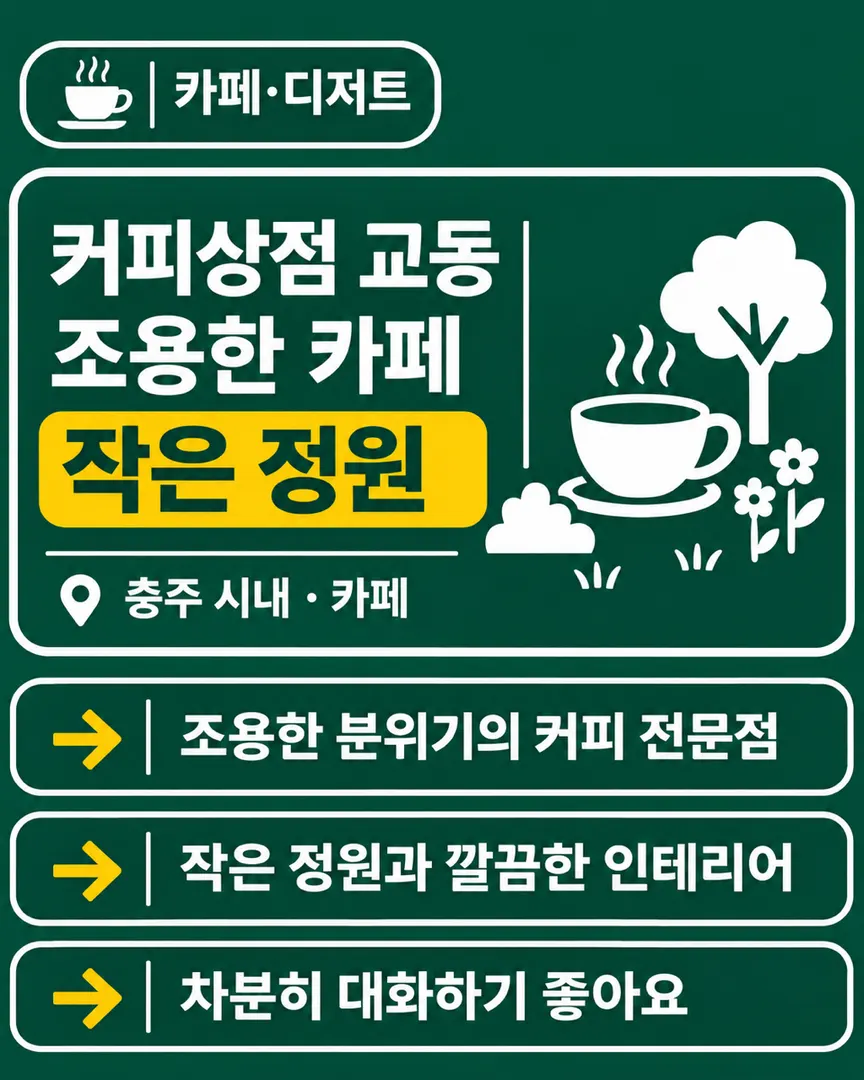 카페·디저트
커피상점 교동
조용한 카페
작은 정원
충주 시내 · 카페
조용한 분위기의 커피 전문점
작은 정원과 깔끔한 인테리어
차분히 대화하기 좋아요